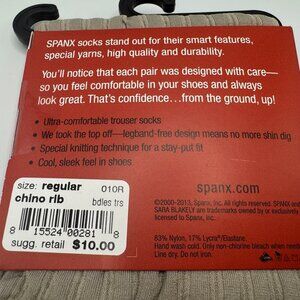 SPANX socks stand out for their smart features,
special yarns, high quality and durability.
You'll notice that each pair was designed with care—
so you feel comfortable in your shoes and always
look great. That's confidence...from the ground, up!
• Ultra-comfortable trouser socks
• We took the top off—legband-free design means no more shin dig
• Special knitting technique for a stay-put fit
• Cool, sleek feel in shoes
size: regular 010R
chino rib bdles trs
8 15524 00281 8
sugg. retail $10.00
spanx.com
©2000-2013, Spanx, Inc. All rights reserved. SPANX and
SARA BLAKELY are trademarks owned by or exclusively
licensed to Spanx, Inc.
83% Nylon, 17% Lycra®/Elastane.
Hand wash cold. Only non-chlorine bleach when need
Line dry. Do not iron.